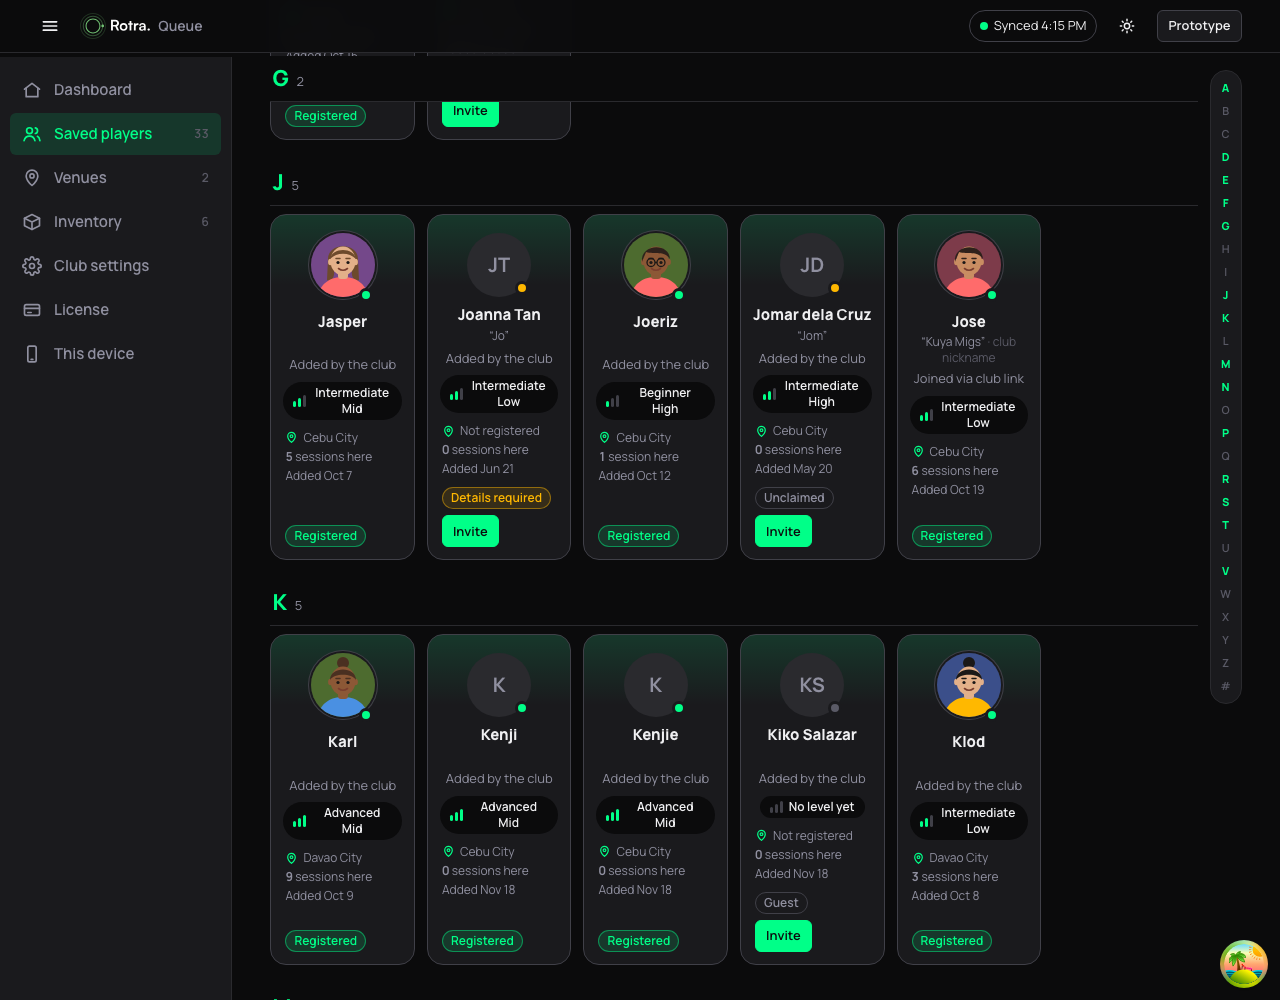 Rotra. Queue
Synced 4:15 PM
Prototype
Dashboard
Saved players 33
Venues 2
Inventory 6
Club settings
License
This device
G 2
Registered
Invite
J 5
Jasper
Added by the club
Intermediate
Mid
Cebu City
5 sessions here
Added Oct 7
Registered
JT
Joanna Tan
“Jo”
Added by the club
Intermediate
Low
Not registered
0 sessions here
Added Jun 21
Details required
Invite
Joeriz
Added by the club
Beginner
High
Cebu City
1 session here
Added Oct 12
Registered
JD
Jomar dela Cruz
“Jom”
Added by the club
Intermediate
High
Cebu City
0 sessions here
Added May 20
Unclaimed
Invite
Jose
“Kuya Migs” · club
nickname
Joined via club link
Intermediate
Low
Cebu City
6 sessions here
Added Oct 19
Registered
K 5
Karl
Added by the club
Advanced
Mid
Davao City
9 sessions here
Added Oct 9
Registered
K
Kenji
Added by the club
Advanced
Mid
Cebu City
0 sessions here
Added Nov 18
Registered
K
Kenjie
Added by the club
Advanced
Mid
Cebu City
0 sessions here
Added Nov 18
Registered
KS
Kiko Salazar
Added by the club
No level yet
Not registered
0 sessions here
Added Nov 18
Guest
Invite
Klod
Added by the club
Intermediate
Low
Davao City
3 sessions here
Added Oct 8
Registered
A
B
C
D
E
F
G
H
I
J
K
L
M
N
O
P
Q
R
S
T
U
V
W
X
Y
Z
#